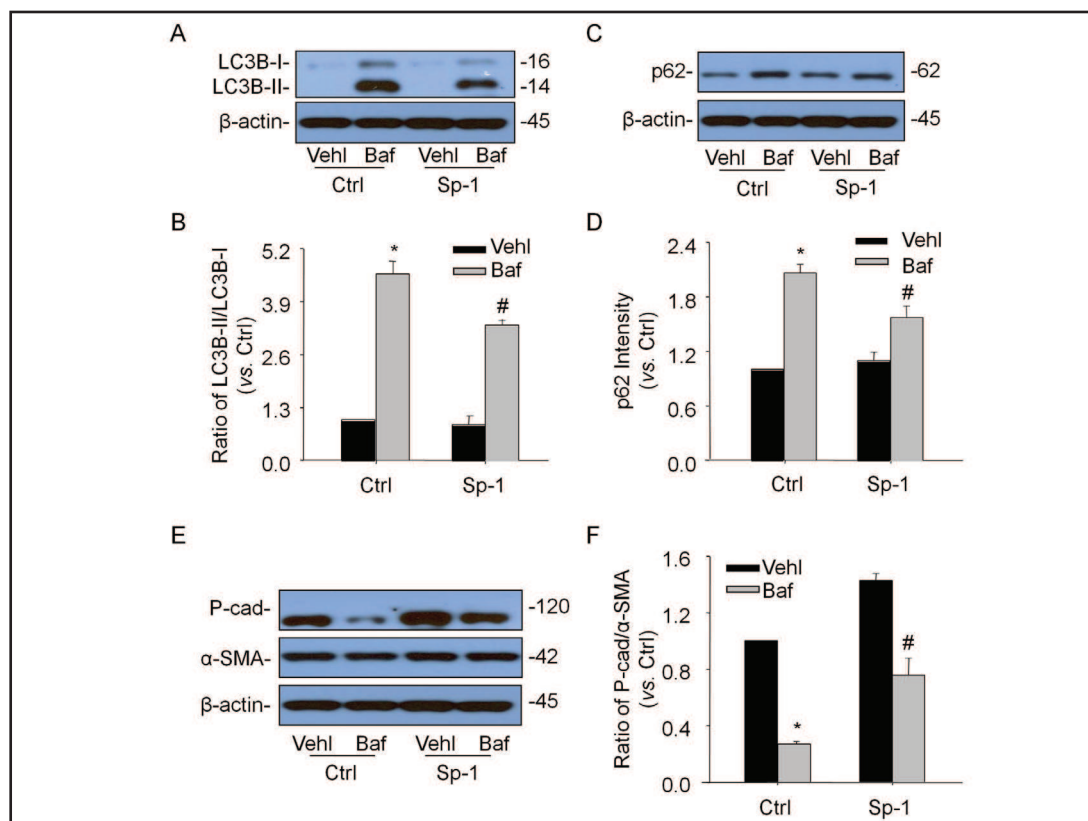 A
LC3B-I- -16
LC3B-II- -14
β-actin- -45
Vehl Baf Vehl Baf
Ctrl Sp-1
C
p62- -62
β-actin- -45
Vehl Baf Vehl Baf
Ctrl Sp-1
B
Ratio of LC3B-II/LC3B-I
(vs. Ctrl)
5.2
3.9
2.6
1.3
0.0
Vehl
Baf
*
#
Ctrl Sp-1
D
p62 Intensity
(vs. Ctrl)
2.4
1.8
1.2
0.6
0.0
Vehl
Baf
*
#
Ctrl Sp-1
E
P-cad- -120
α-SMA- -42
β-actin- -45
Vehl Baf Vehl Baf
Ctrl Sp-1
F
Ratio of P-cad/α-SMA
(vs. Ctrl)
1.6
1.2
0.8
0.4
0.0
Vehl
Baf
*
#
Ctrl Sp-1